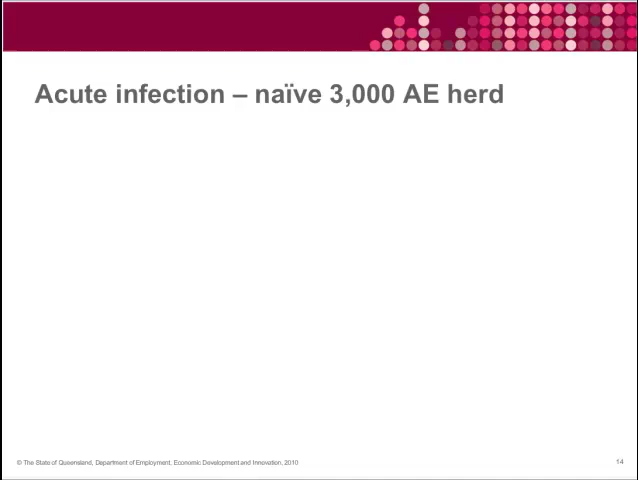 Acute infection – naïve 3,000 AE herd
© The State of Queensland, Department of Employment, Economic Development and Innovation, 2010
14